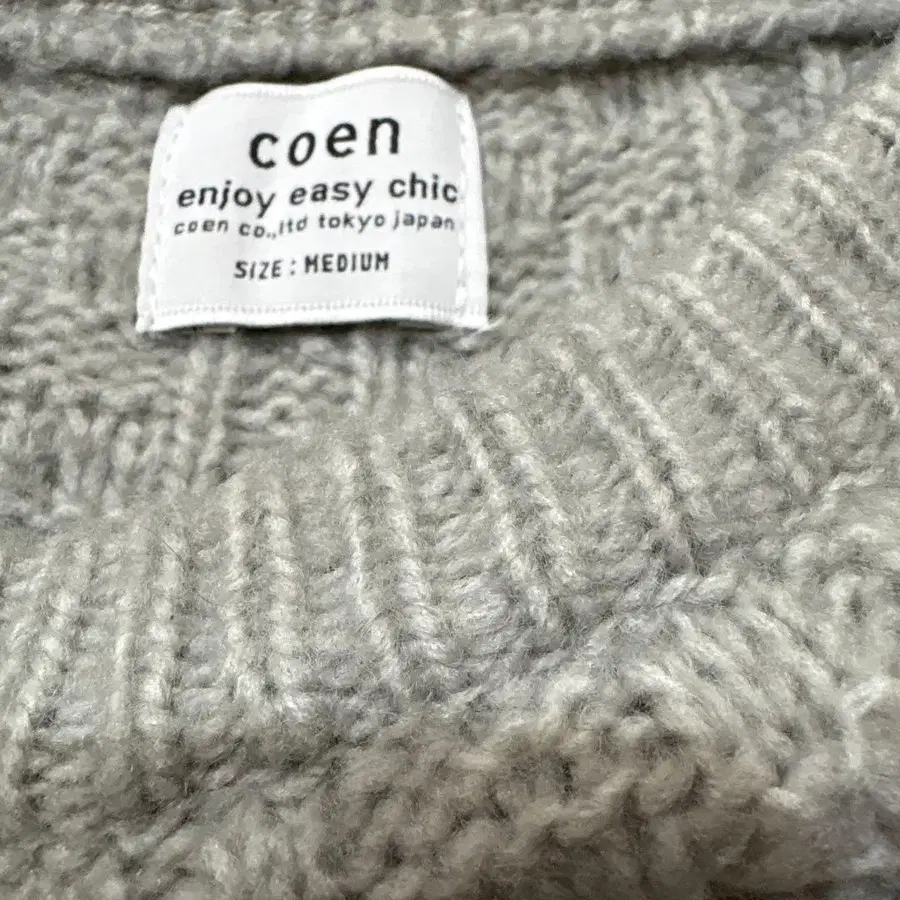 coen
enjoy easy chic
coen co.,ltd tokyo japan
SIZE : MEDIUM